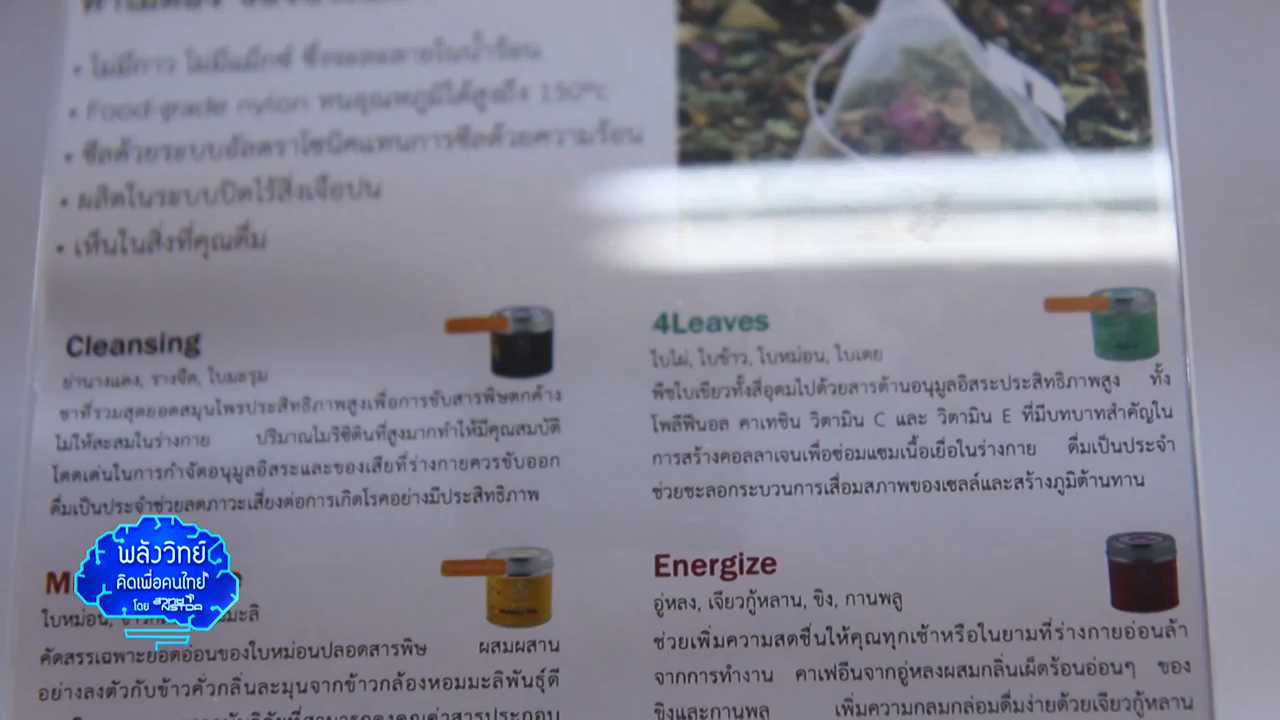 • ไม่มีกาว ไม่มีแม็กซ์ ซึ่งจะละลายในน้ำร้อน
• Food-grade nylon ทนอุณหภูมิได้สูงถึง 150°c
• ซีลด้วยระบบอัลตราโซนิคแทนการซีลด้วยความร้อน
• ผลิตในระบบปิดไร้สิ่งเจือปน
• เห็นในสิ่งที่คุณดื่ม
Cleansing
ย่านางแดง, รางจืด, ใบมะรุม
ชาที่รวมสุดยอดสมุนไพรประสิทธิภาพสูงเพื่อการขับสารพิษตกค้าง
ไม่ให้สะสมในร่างกาย ปริมาณไมริซิตินที่สูงมากทำให้มีคุณสมบัติ
โดดเด่นในการกำจัดอนุมูลอิสระและของเสียที่ร่างกายควรขับออก
ดื่มเป็นประจำช่วยลดภาวะเสี่ยงต่อการเกิดโรคอย่างมีประสิทธิภาพ
4Leaves
ใบไผ่, ใบข้าว, ใบหม่อน, ใบเตย
พืชใบเขียวทั้งสี่อุดมไปด้วยสารต้านอนุมูลอิสระประสิทธิภาพสูง ทั้ง
โพลีฟีนอล คาเทชิน วิตามิน C และ วิตามิน E ที่มีบทบาทสำคัญใน
การสร้างคอลลาเจนเพื่อซ่อมแซมเนื้อเยื่อในร่างกาย ดื่มเป็นประจำ
ช่วยชะลอกระบวนการเสื่อมสภาพของเซลล์และสร้างภูมิต้านทาน
ใบหม่อน,
คัดสรรเฉพาะยอดอ่อนของใบหม่อนปลอดสารพิษ ผสมผสาน
อย่างลงตัวกับข้าวคั่วกลิ่นละมุนจากข้าวกล้องหอมมะลิพันธุ์ดี
Energize
อู่หลง, เจียวกู้หลาน, ขิง, กานพลู
ช่วยเพิ่มความสดชื่นให้คุณทุกเช้าหรือในยามที่ร่างกายอ่อนล้า
จากการทำงาน คาเฟอีนจากอู่หลงผสมกลิ่นเผ็ดร้อนอ่อนๆ ของ
ขิงและกานพลู เพิ่มความกลมกล่อมดื่มง่ายด้วยเจียวกู้หลาน
พลังวิทย์
คิดเพื่อคนไทย
โดย สวทช NSTDA